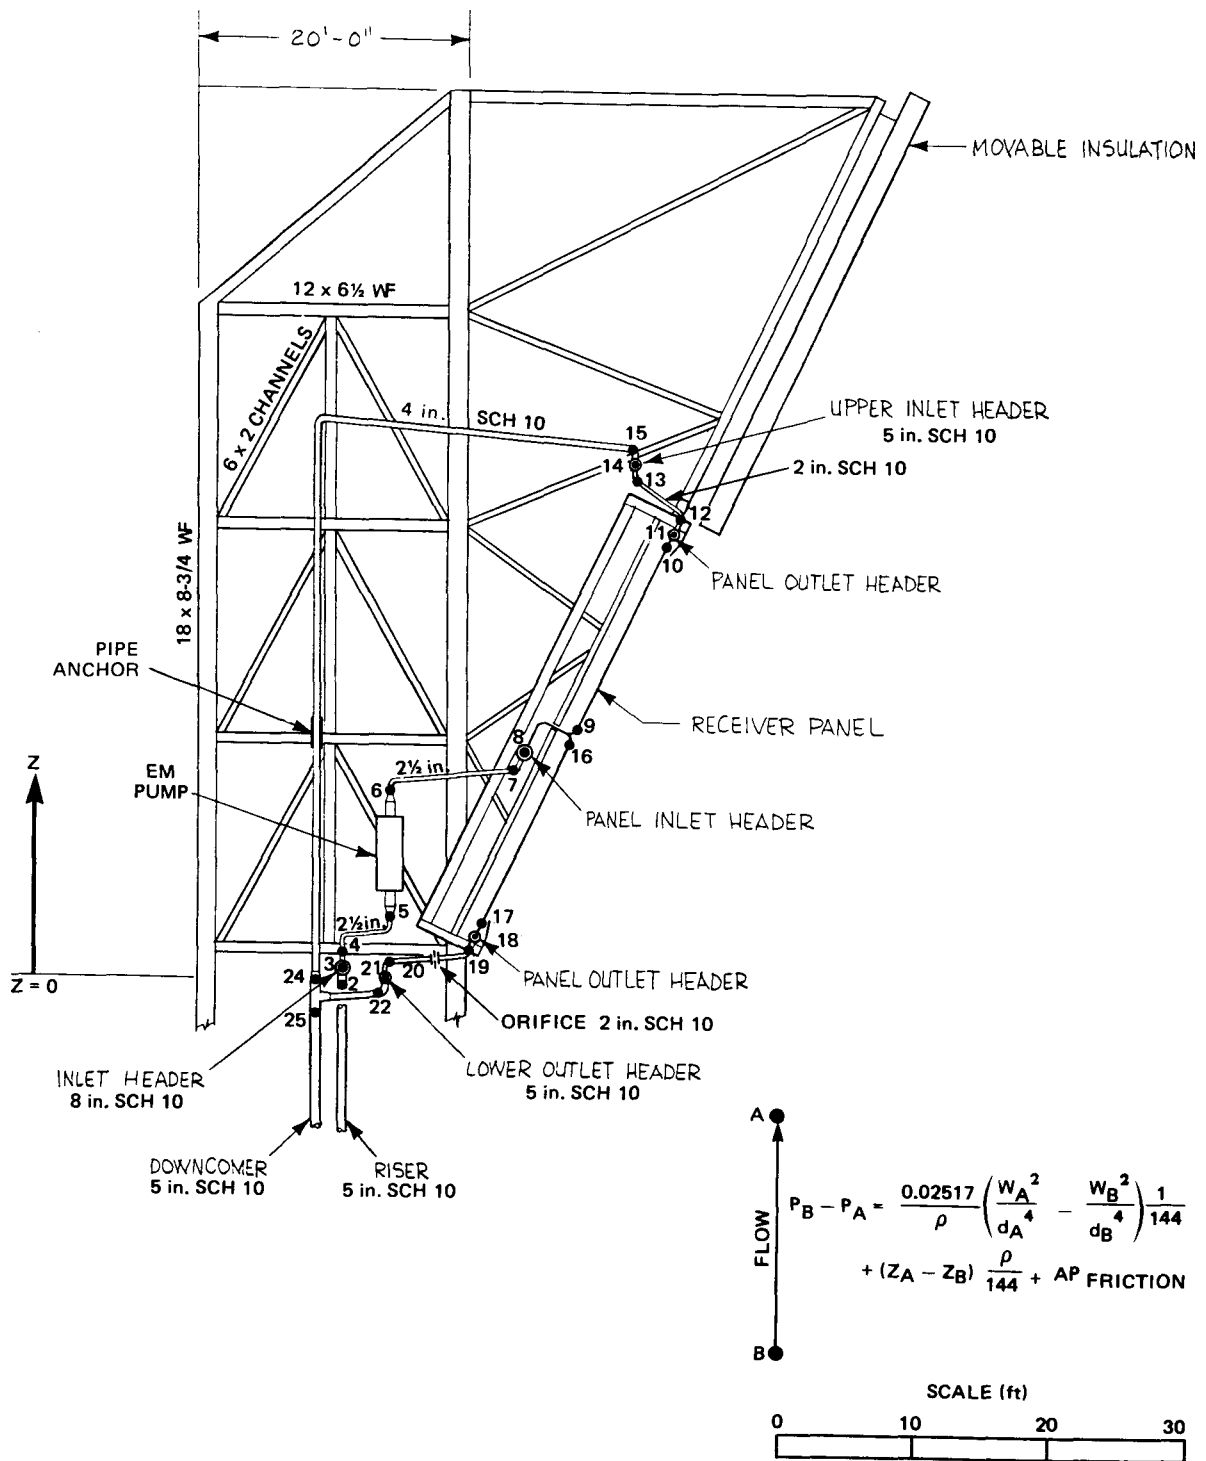 20'-0"
MOVABLE INSULATION
12 x 6½ WF
6 x 2 CHANNELS
4 in. SCH 10
15
UPPER INLET HEADER
5 in. SCH 10
14
13
2 in. SCH 10
12
11
10
PANEL OUTLET HEADER
18 x 8-3/4 WF
PIPE
ANCHOR
9
RECEIVER PANEL
8
16
Z
EM
PUMP
2½ in.
6
7
PANEL INLET HEADER
5
2½ in.
17
4
18
3
21
20
19
PANEL OUTLET HEADER
24
2
Z = 0
22
25
ORIFICE 2 in. SCH 10
INLET HEADER
8 in. SCH 10
LOWER OUTLET HEADER
5 in. SCH 10
DOWNCOMER
5 in. SCH 10
RISER
5 in. SCH 10
A
FLOW
B
P_B – P_A = 0.02517/ρ (W_A²/d_A⁴ – W_B²/d_B⁴) 1/144
+ (Z_A – Z_B) ρ/144 + AP FRICTION
SCALE (ft)
0 10 20 30